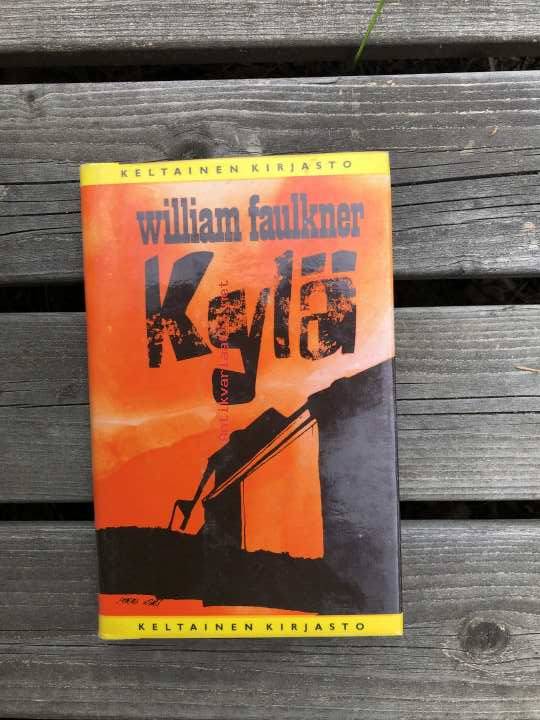 KELTAINEN KIRJASTO
william faulkner
Kylä
KELTAINEN KIRJASTO